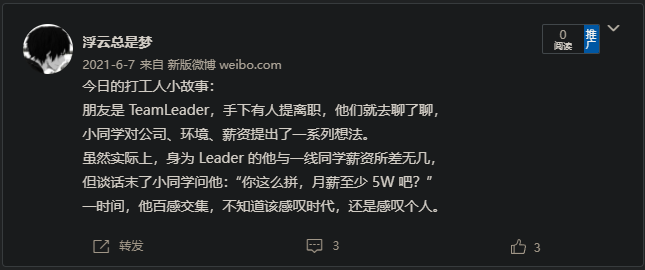 浮云总是梦
0
阅读
推广
2021-6-7 来自 新版微博 weibo.com
今日的打工人小故事：
朋友是 TeamLeader，手下有人提离职，他们就去聊了聊，
小同学对公司、环境、薪资提出了一系列想法。
虽然实际上，身为 Leader 的他与一线同学薪资所差无几，
但谈话末了小同学问他：“你这么拼，月薪至少 5W 吧？”
一时间，他百感交集，不知道该感叹时代，还是感叹个人。
转发 3 3